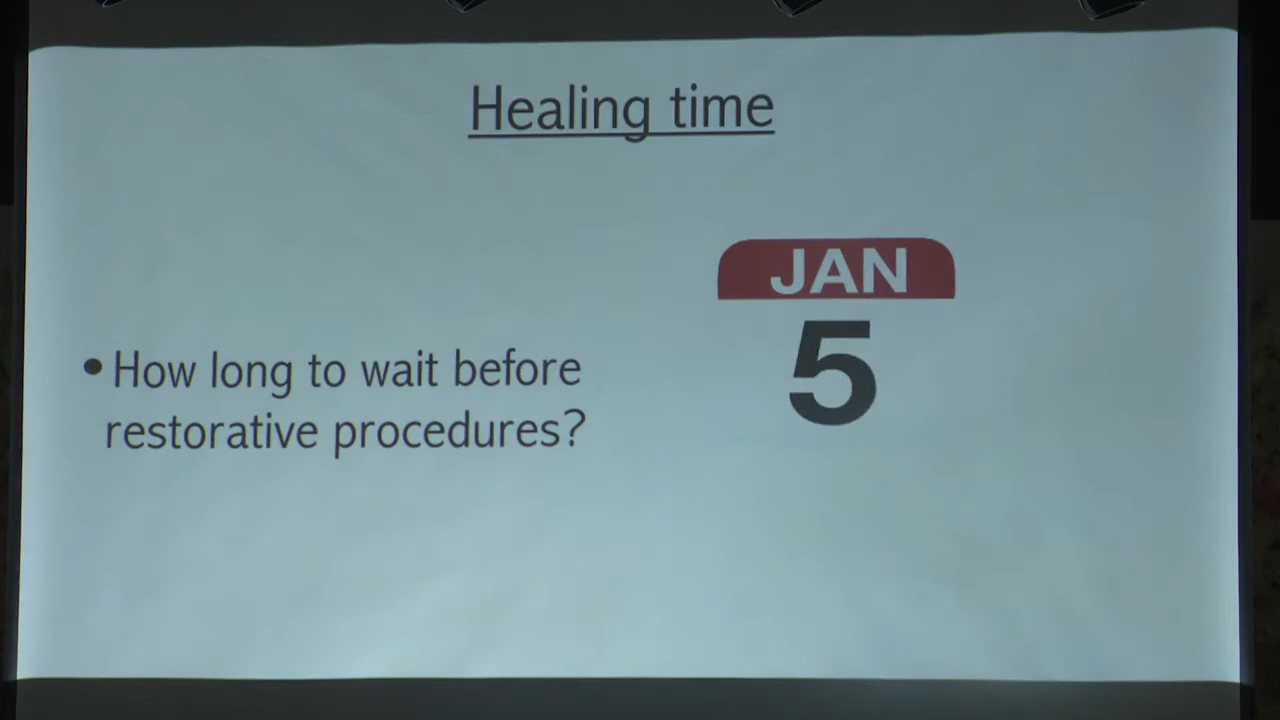 Healing time
JAN
5
• How long to wait before
restorative procedures?